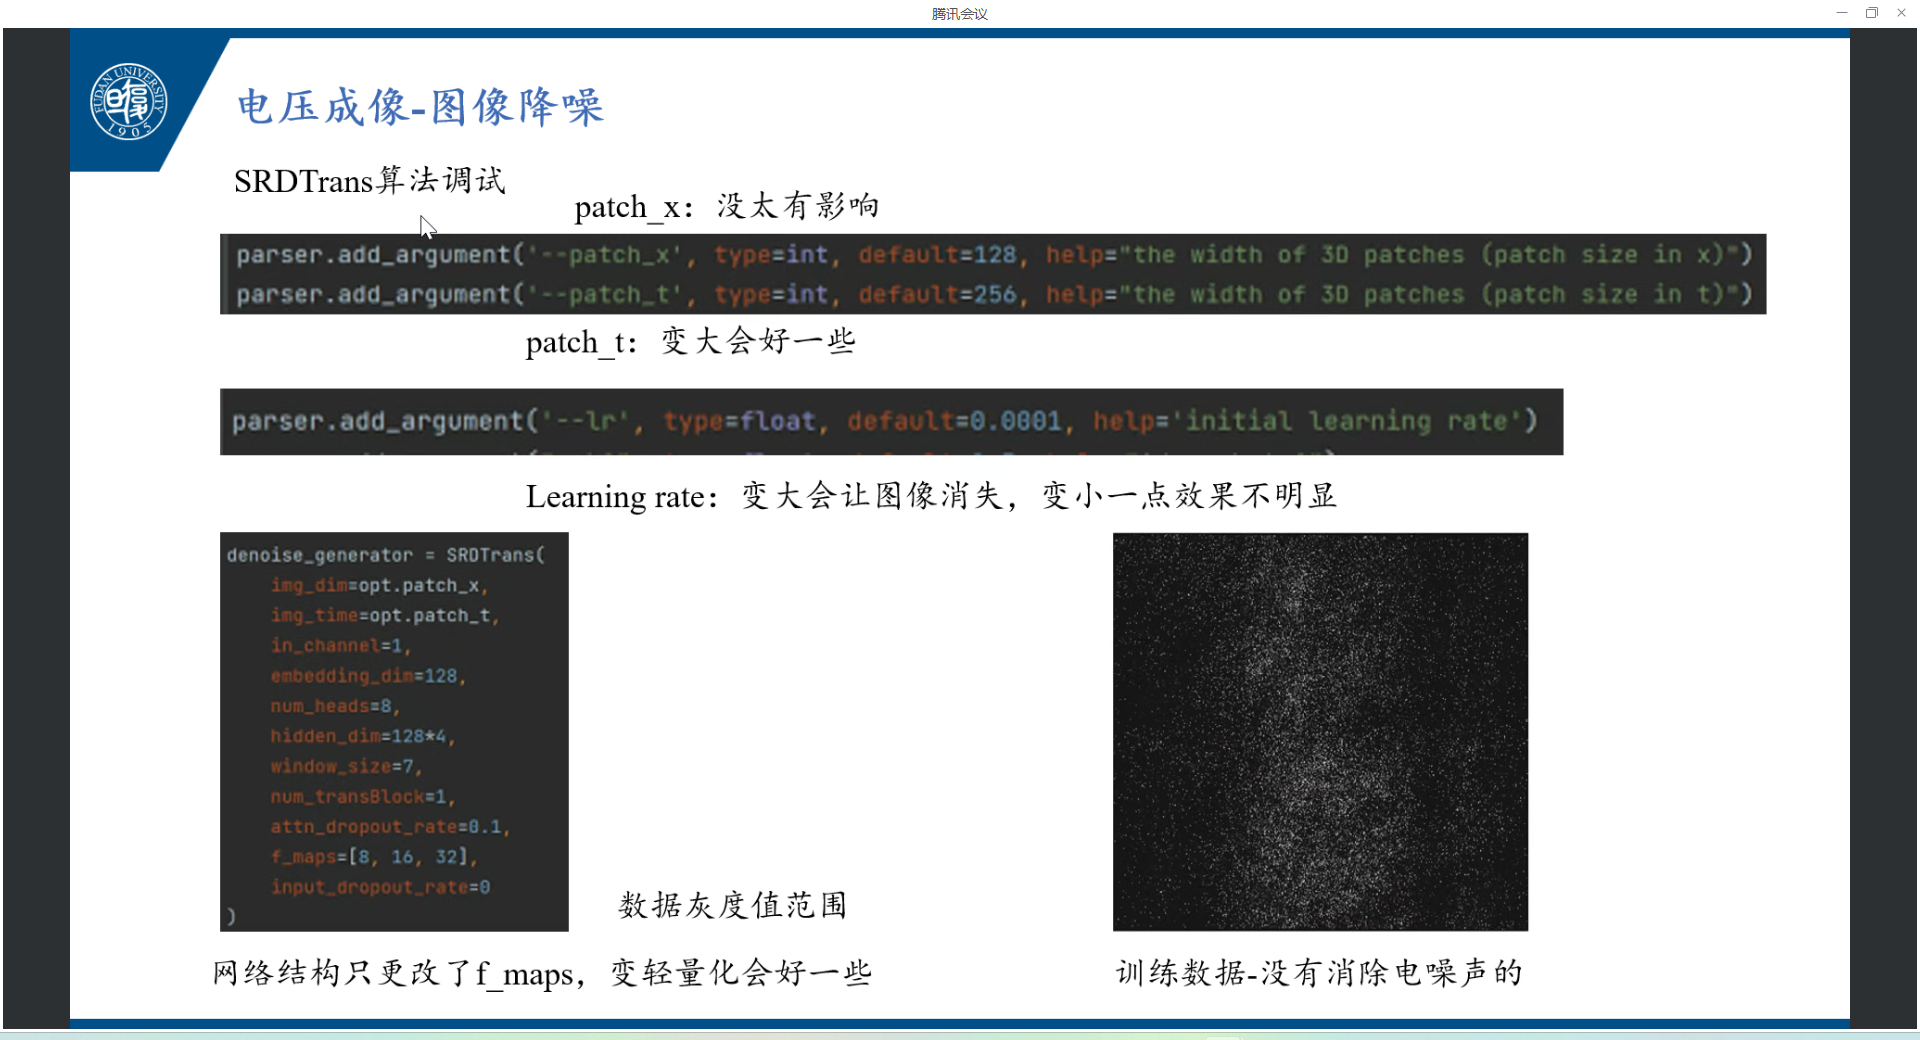 腾讯会议
FUDAN UNIVERSITY
1905
电压成像-图像降噪
SRDTrans算法调试
patch_x：没太有影响
parser.add_argument('--patch_x', type=int, default=128, help="the width of 3D patches (patch size in x)")
parser.add_argument('--patch_t', type=int, default=256, help="the width of 3D patches (patch size in t)")
patch_t：变大会好一些
parser.add_argument('--lr', type=float, default=0.0001, help='initial learning rate')
Learning rate：变大会让图像消失，变小一点效果不明显
denoise_generator = SRDTrans(
img_dim=opt.patch_x,
img_time=opt.patch_t,
in_channel=1,
embedding_dim=128,
num_heads=8,
hidden_dim=128*4,
window_size=7,
num_transBlock=1,
attn_dropout_rate=0.1,
f_maps=[8, 16, 32],
input_dropout_rate=0
)
数据灰度值范围
网络结构只更改了f_maps，变轻量化会好一些
训练数据-没有消除电噪声的